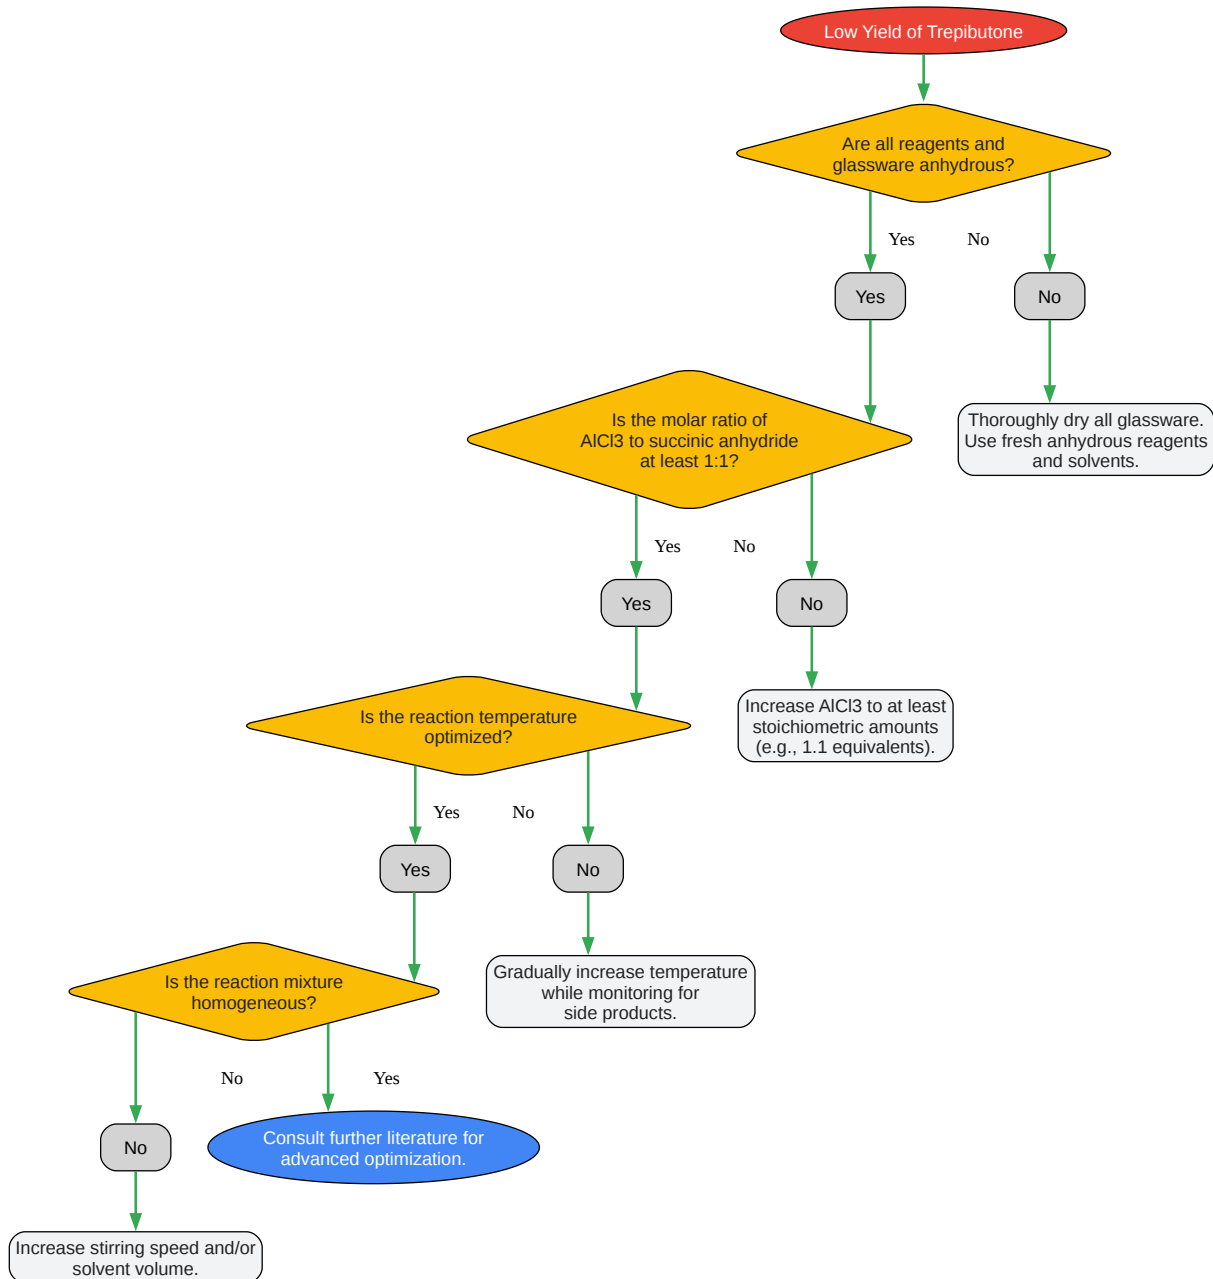 Low Yield of Trepibutone
Are all reagents and
glassware anhydrous?
Yes
No
Yes
No
Is the molar ratio of
AlCl3 to succinic anhydride
at least 1:1?
Thoroughly dry all glassware.
Use fresh anhydrous reagents
and solvents.
Yes
No
Yes
No
Is the reaction temperature
optimized?
Increase AlCl3 to at least
stoichiometric amounts
(e.g., 1.1 equivalents).
Yes
No
Yes
No
Is the reaction mixture
homogeneous?
Gradually increase temperature
while monitoring for
side products.
No
Yes
No
Consult further literature for
advanced optimization.
Increase stirring speed and/or
solvent volume.